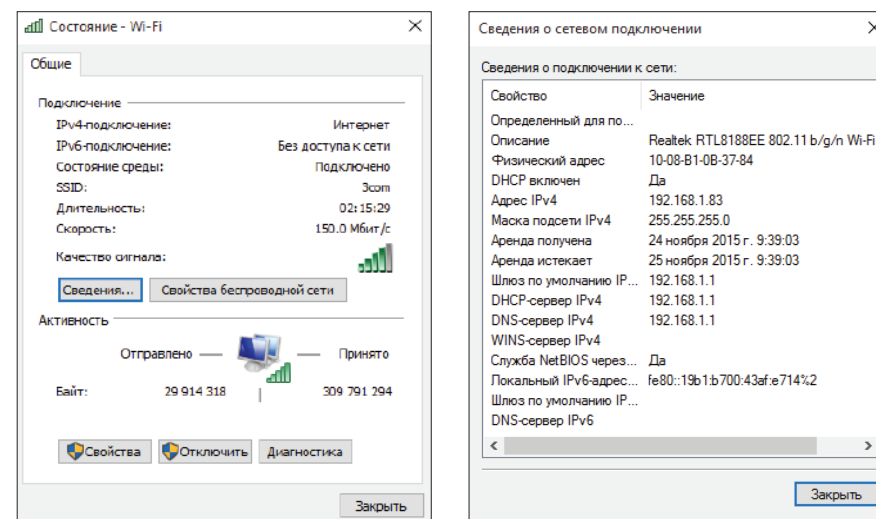 Состояние - Wi-Fi
Общие
Подключение
IPv4-подключение: Интернет
IPv6-подключение: Без доступа к сети
Состояние среды: Подключено
SSID: 3com
Длительность: 02:15:29
Скорость: 150.0 Мбит/с
Качество сигнала:
Сведения... Свойства беспроводной сети
Активность
Отправлено Принято
Байт: 29 914 318 309 791 294
Свойства Отключить Диагностика
Закрыть
Сведения о сетевом подключении
Сведения о подключении к сети:
Свойство Значение
Определенный для по...
Описание Realtek RTL8188EE 802.11 b/g/n Wi-Fi
Физический адрес 10-08-B1-0B-37-84
DHCP включен Да
Адрес IPv4 192.168.1.83
Маска подсети IPv4 255.255.255.0
Аренда получена 24 ноября 2015 г. 9:39:03
Аренда истекает 25 ноября 2015 г. 9:39:03
Шлюз по умолчанию IP... 192.168.1.1
DHCP-сервер IPv4 192.168.1.1
DNS-сервер IPv4 192.168.1.1
WINS-сервер IPv4
Служба NetBIOS через... Да
Локальный IPv6-адрес... fe80::19b1:b700:43af:e714%2
Шлюз по умолчанию IP...
DNS-сервер IPv6
Закрыть